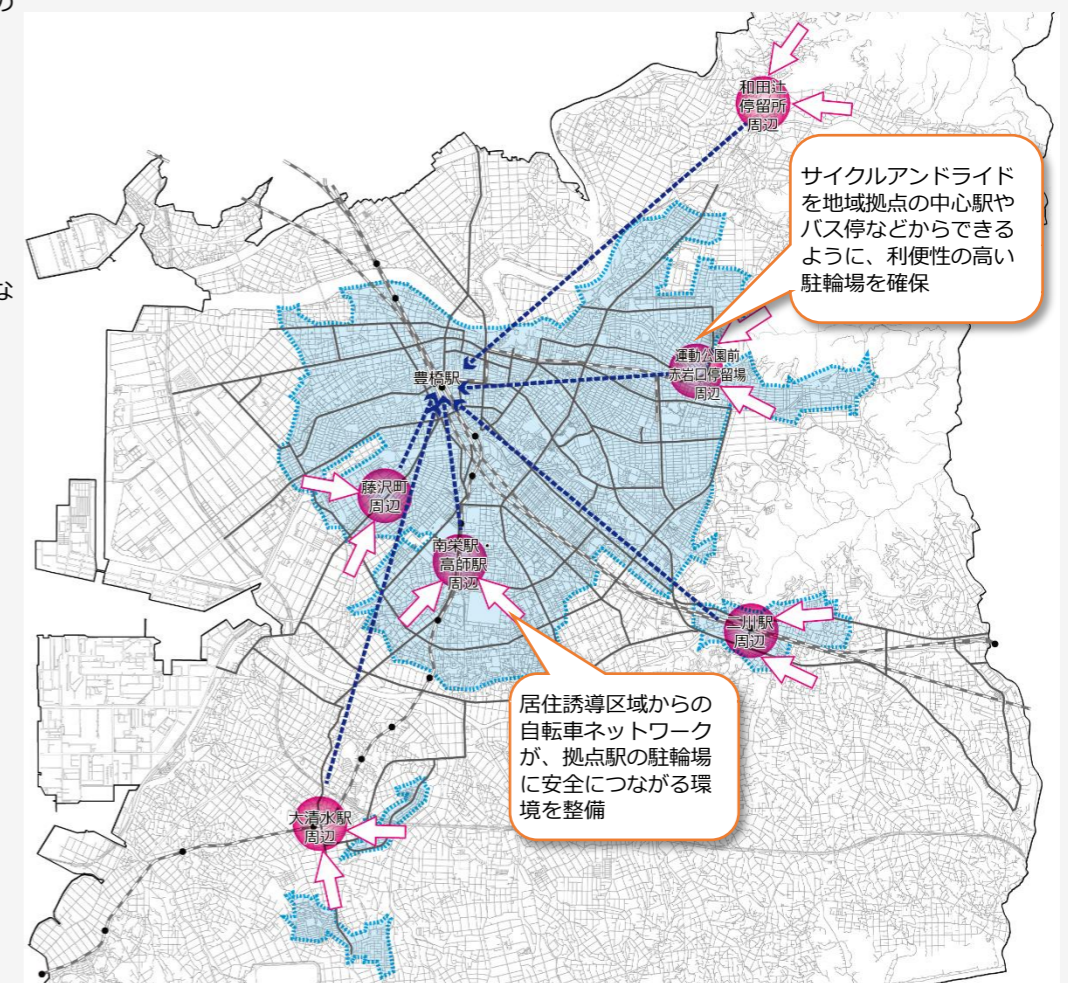 の
な
和田辻
停留所
周辺
サイクルアンドライド
を地域拠点の中心駅や
バス停などからできる
ように、利便性の高い
駐輪場を確保
運動公園前
赤岩口停留場
周辺
豊橋駅
藤沢町
周辺
南栄駅・
高師駅
周辺
二川駅
周辺
居住誘導区域からの
自転車ネットワーク
が、拠点駅の駐輪場
に安全につながる環
境を整備
大清水駅
周辺